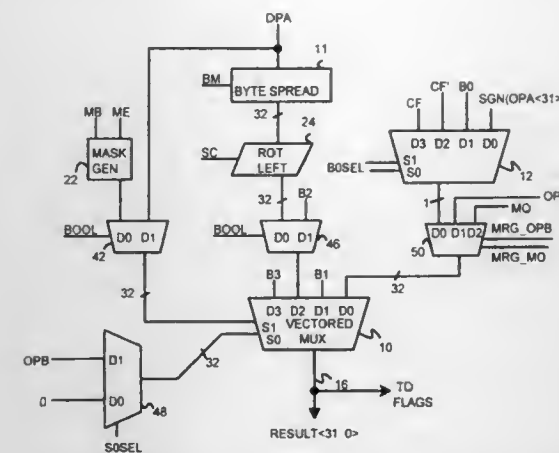 DPA
11
BM
BYTE SPREAD
32
24
SC
ROT
LEFT
32
B2
BOOL
D0 D1
46
MB ME
22
MASK
GEN
BOOL
D0 D1
42
32
CF
CF'
B0
SGN(OPA<31>
D3 D2 D1 D0
B0SEL
S1
S0
12
1
OP
MQ
D0 D1 D2
50
MRG_OPB
MRG_MQ
32
B3
B1
D3 D2 D1 D0
S1
S0
VECTORED
MUX
10
OPB
D1
0
D0
32
48
S0SEL
16
TO
FLAGS
RESULT<31 0>